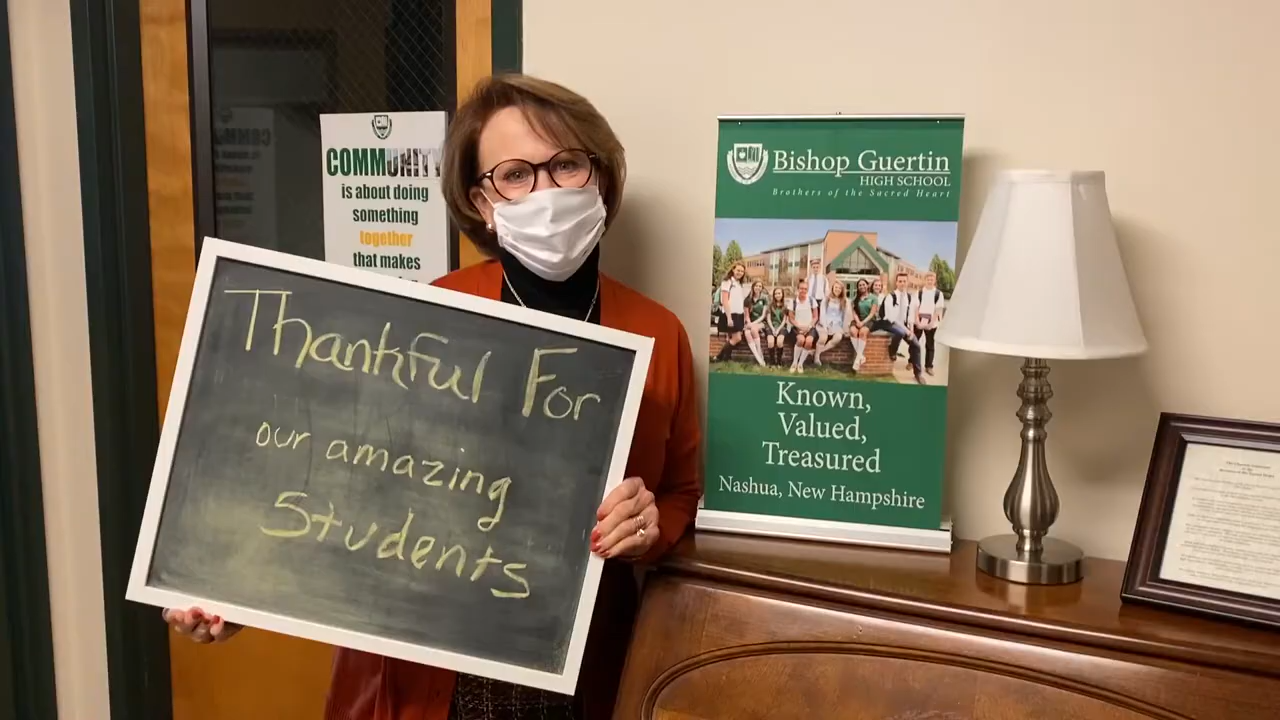 COMMUNITY
is about doing
something
together
that makes
Thankful For
our amazing
Students
Bishop Guertin
HIGH SCHOOL
Brothers of the Sacred Heart
Known,
Valued,
Treasured
Nashua, New Hampshire